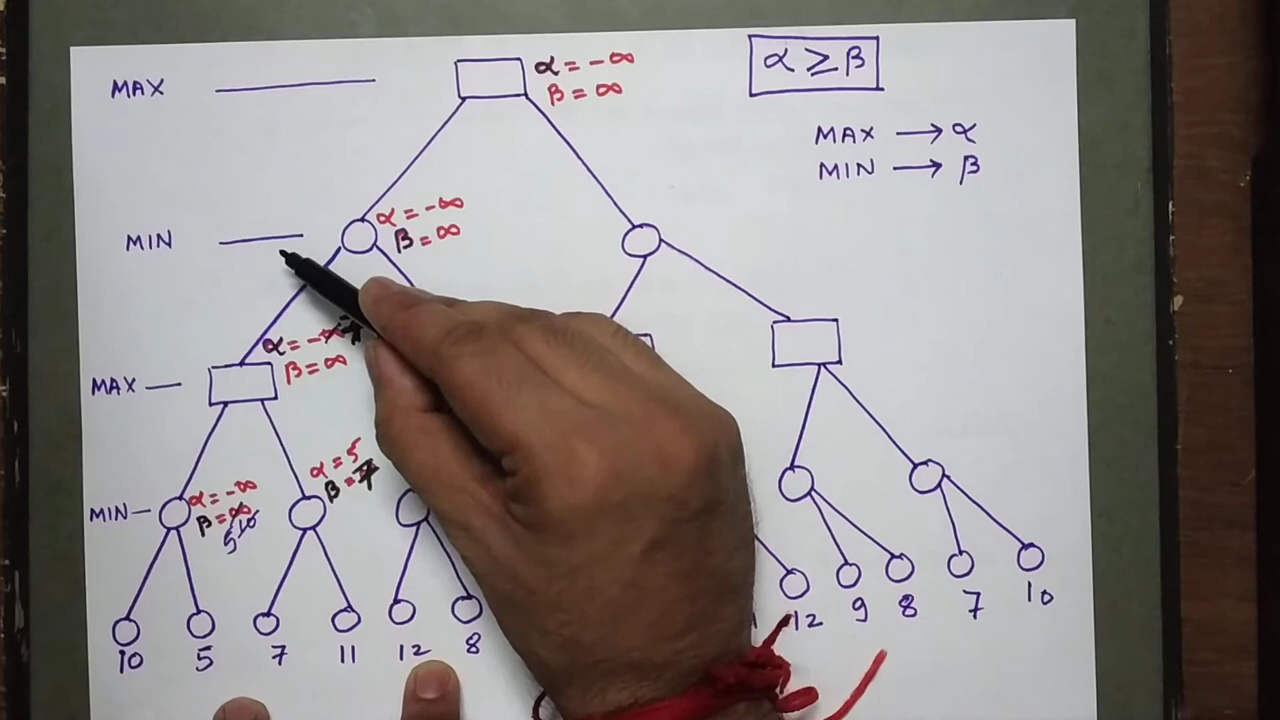 MAX α = -∞
β = ∞
α ≥ β
MAX → α
MIN → β
MIN α = -∞
β = ∞
α = -∞
β = ∞
MAX
α = 5
β = 7
MIN α = -∞
β = ∞ 10
5
10 5 7 11 12 8 12 9 8 7 10